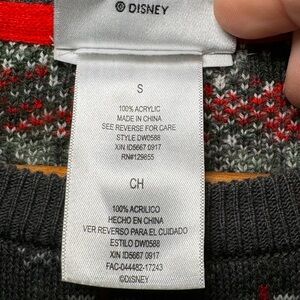 © DISNEY
S
100% ACRYLIC
MADE IN CHINA
SEE REVERSE FOR CARE
STYLE DW0588
XIN ID5667 0917
RN#129655
CH
100% ACRILICO
HECHO EN CHINA
VER REVERSO PARA EL CUIDADO
ESTILO DW0588
XIN ID5667 0917
FAC-044482-17243
©DISNEY